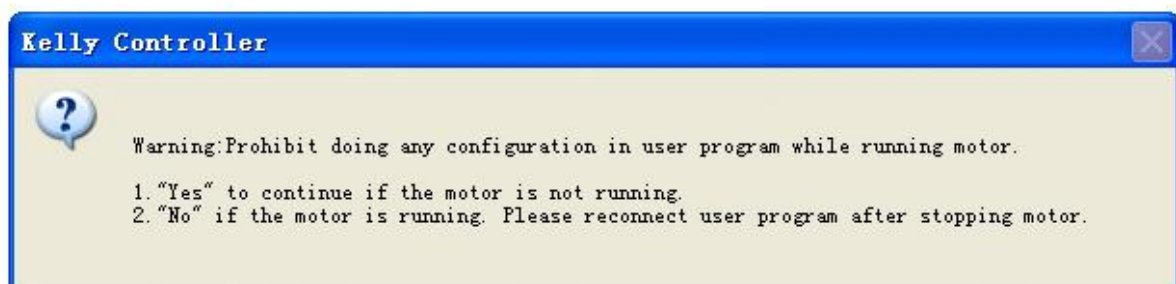 Kelly Controller
?
Warning:Prohibit doing any configuration in user program while running motor.
1."Yes" to continue if the motor is not running.
2."No" if the motor is running. Please reconnect user program after stopping motor.